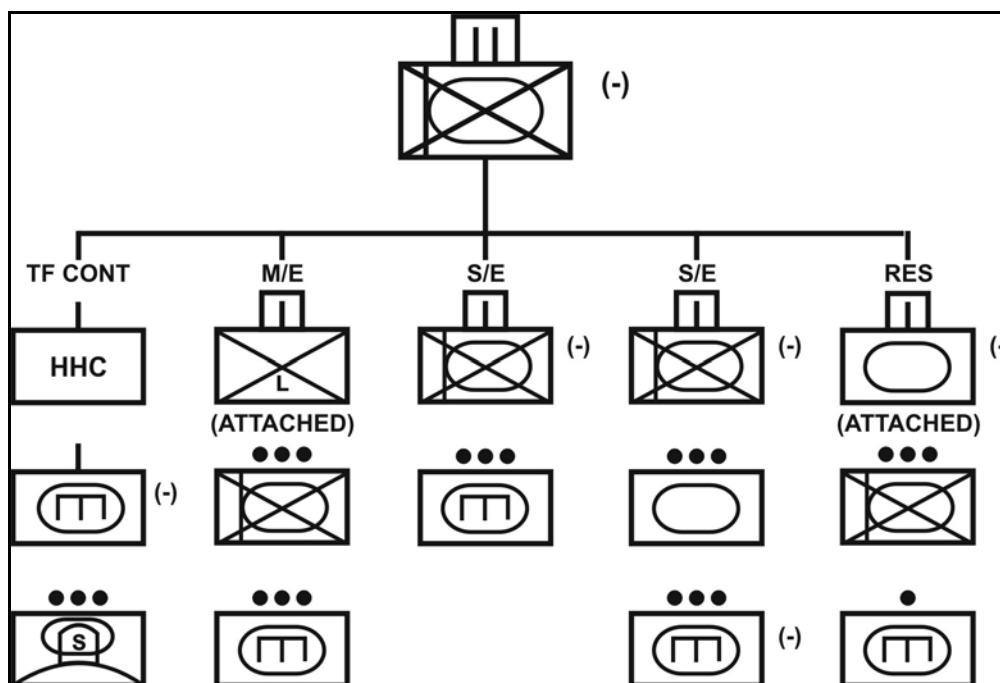 (-)
TF CONT M/E S/E S/E RES
HHC L (-) (-) (-
(ATTACHED) (ATTACHED)
(-)
S (-)